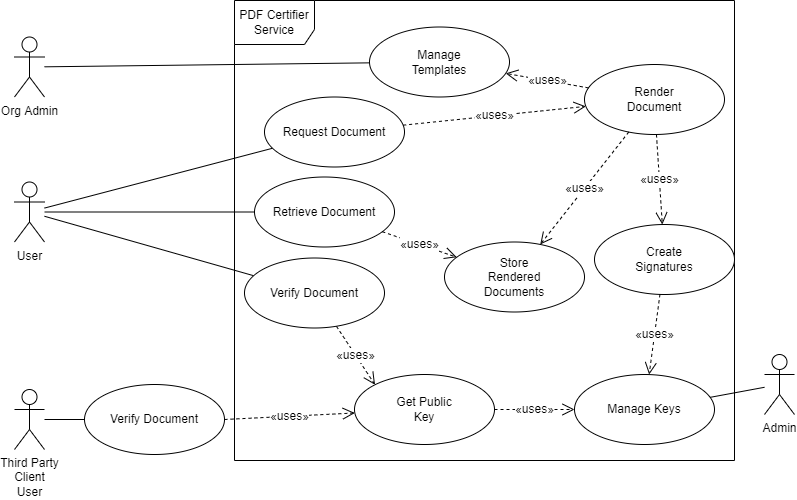 PDF Certifier
Service
Manage
Templates
«uses»
Render
Document
Org Admin
Request Document
«uses»
«uses»
«uses»
Retrieve Document
User
«uses»
Store
Rendered
Documents
Create
Signatures
Verify Document
«uses»
«uses»
Verify Document
«uses»
Get Public
Key
«uses»
Manage Keys
Admin
Third Party
Client
User